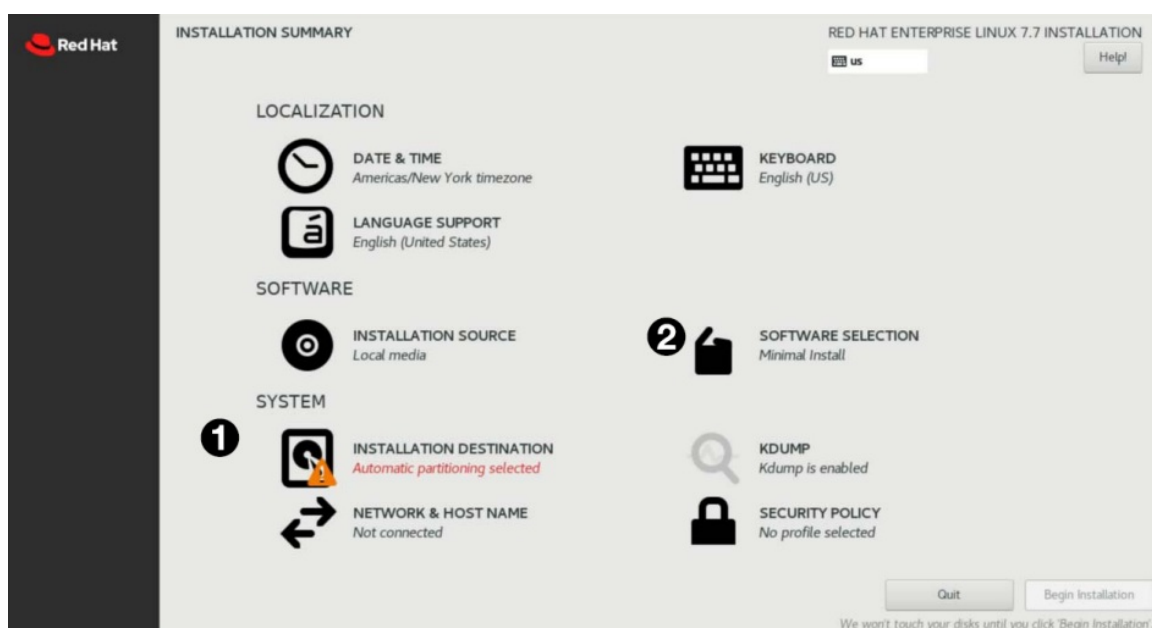 Red Hat
INSTALLATION SUMMARY
RED HAT ENTERPRISE LINUX 7.7 INSTALLATION
us
Help!
LOCALIZATION
DATE & TIME
Americas/New York timezone
KEYBOARD
English (US)
á
LANGUAGE SUPPORT
English (United States)
SOFTWARE
INSTALLATION SOURCE
Local media
2
SOFTWARE SELECTION
Minimal Install
SYSTEM
1
INSTALLATION DESTINATION
Automatic partitioning selected
KDUMP
Kdump is enabled
NETWORK & HOST NAME
Not connected
SECURITY POLICY
No profile selected
Quit
Begin Installation
We won't touch your disks until you click 'Begin Installation'.